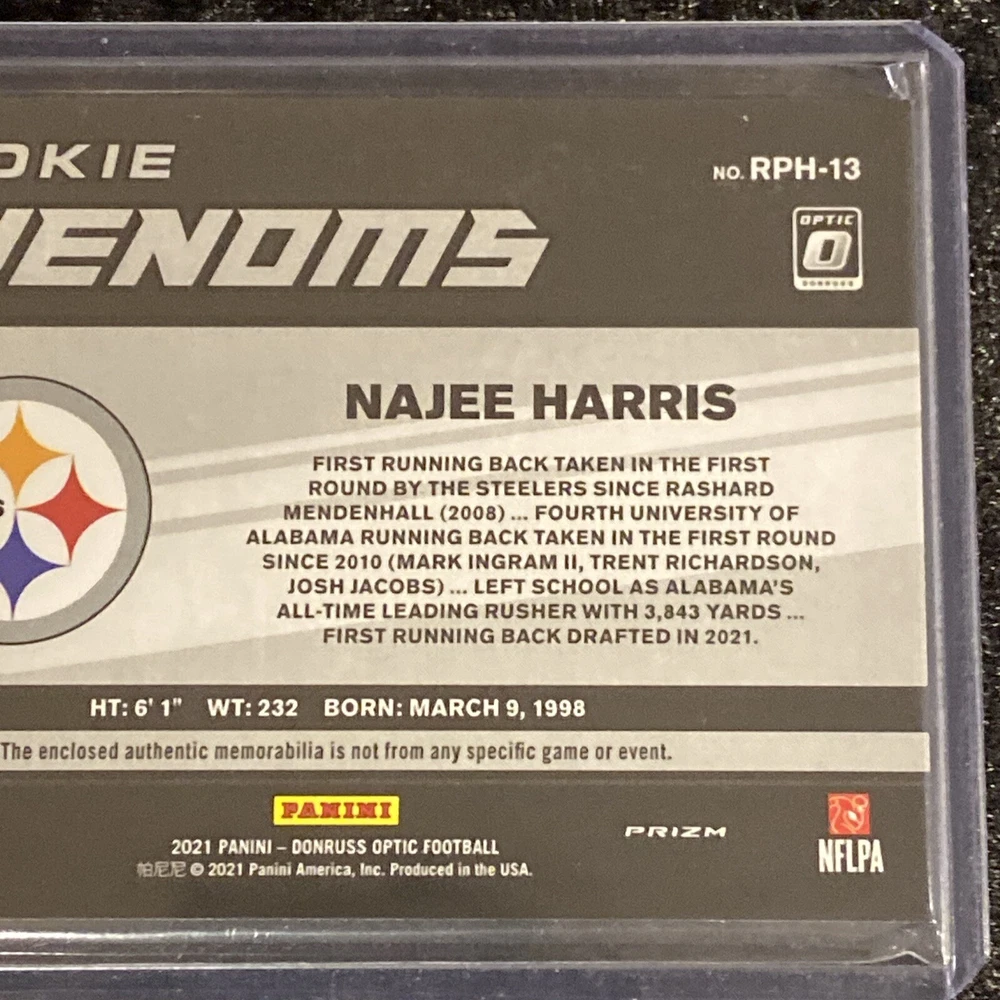 OKIE
NO. RPH-13
HENOMS
OPTIC
DONRUSS
NAJEE HARRIS
FIRST RUNNING BACK TAKEN IN THE FIRST
ROUND BY THE STEELERS SINCE RASHARD
MENDENHALL (2008) ... FOURTH UNIVERSITY OF
ALABAMA RUNNING BACK TAKEN IN THE FIRST ROUND
SINCE 2010 (MARK INGRAM II, TRENT RICHARDSON,
JOSH JACOBS) ... LEFT SCHOOL AS ALABAMA'S
ALL-TIME LEADING RUSHER WITH 3,843 YARDS ...
FIRST RUNNING BACK DRAFTED IN 2021.
HT: 6' 1" WT: 232 BORN: MARCH 9, 1998
The enclosed authentic memorabilia is not from any specific game or event.
PANINI
PRIZM
2021 PANINI – DONRUSS OPTIC FOOTBALL
帕尼尼 © 2021 Panini America, Inc. Produced in the USA.
NFLPA